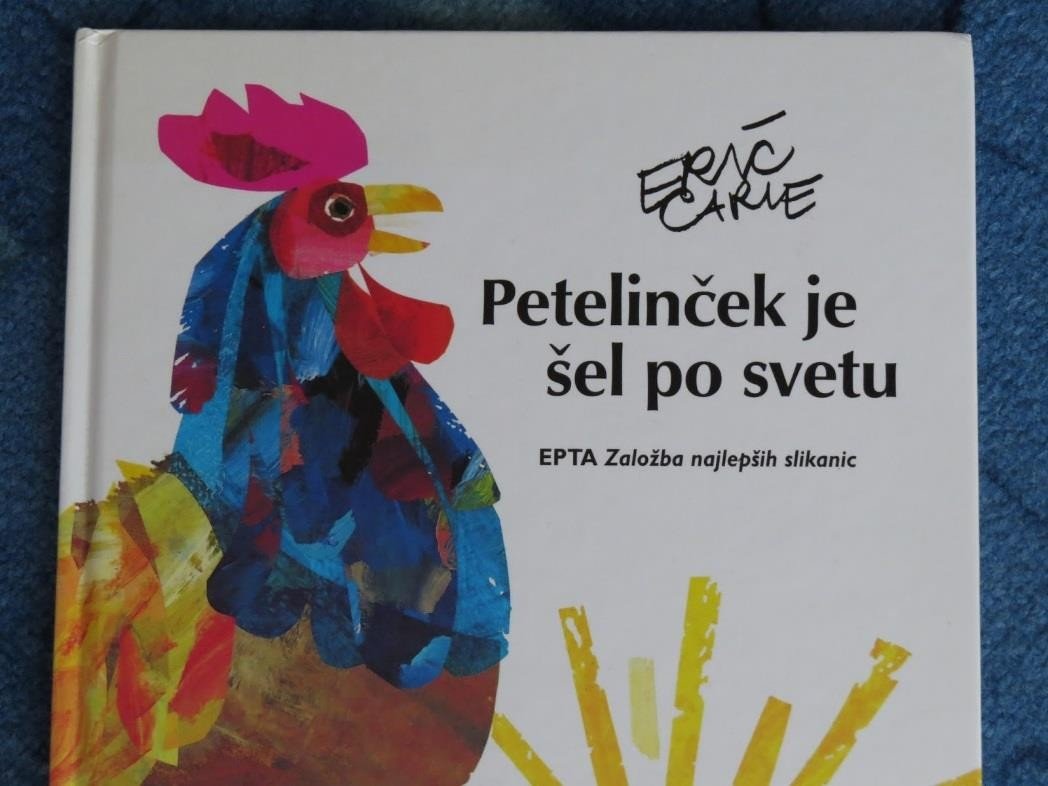 ERIC
CARLE
Petelinček je
šel po svetu
EPTA Založba najlepših slikanic